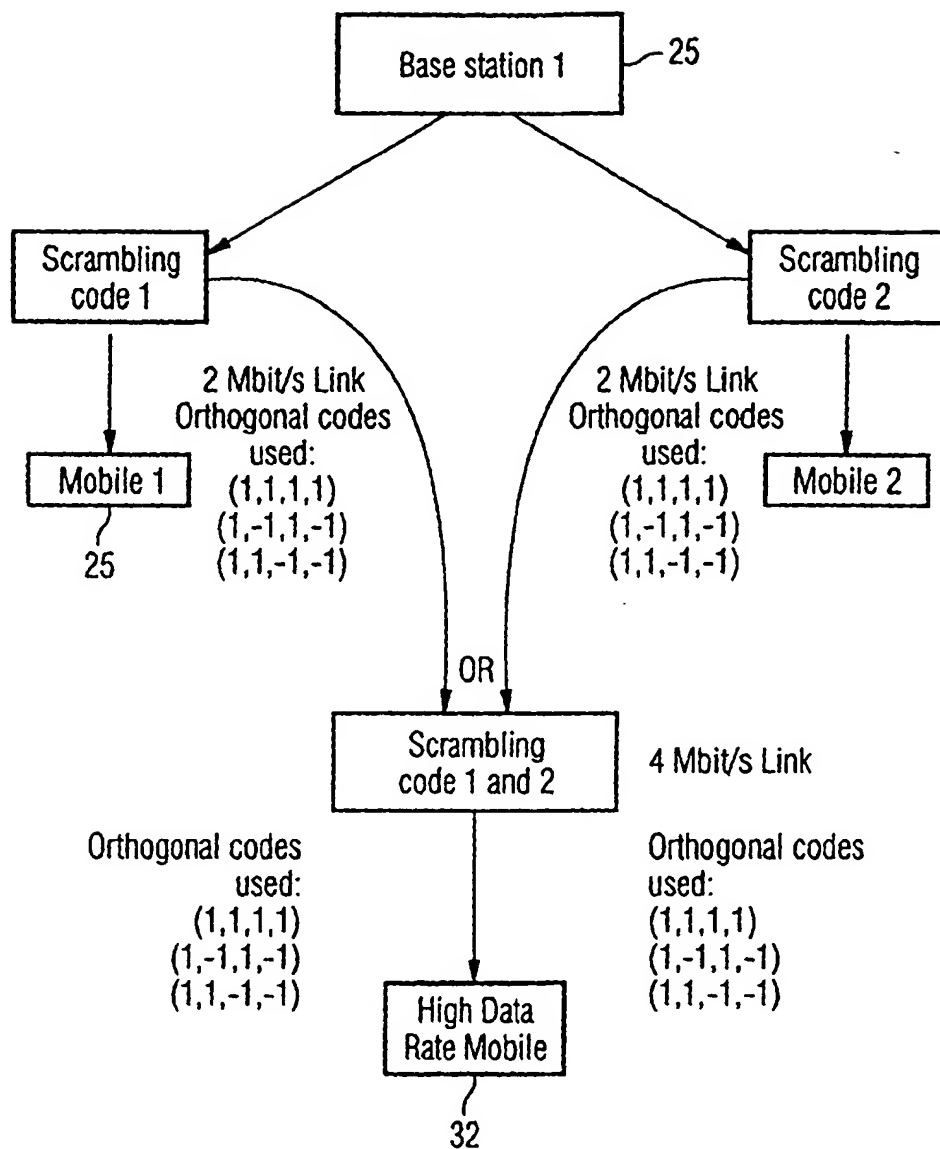 Base station 1
25
Scrambling
code 1
Scrambling
code 2
2 Mbit/s Link
Orthogonal codes
used:
(1,1,1,1)
(1,-1,1,-1)
(1,1,-1,-1)
2 Mbit/s Link
Orthogonal codes
used:
(1,1,1,1)
(1,-1,1,-1)
(1,1,-1,-1)
Mobile 1
25
Mobile 2
OR
Scrambling
code 1 and 2
4 Mbit/s Link
Orthogonal codes
used:
(1,1,1,1)
(1,-1,1,-1)
(1,1,-1,-1)
Orthogonal codes
used:
(1,1,1,1)
(1,-1,1,-1)
(1,1,-1,-1)
High Data
Rate Mobile
32